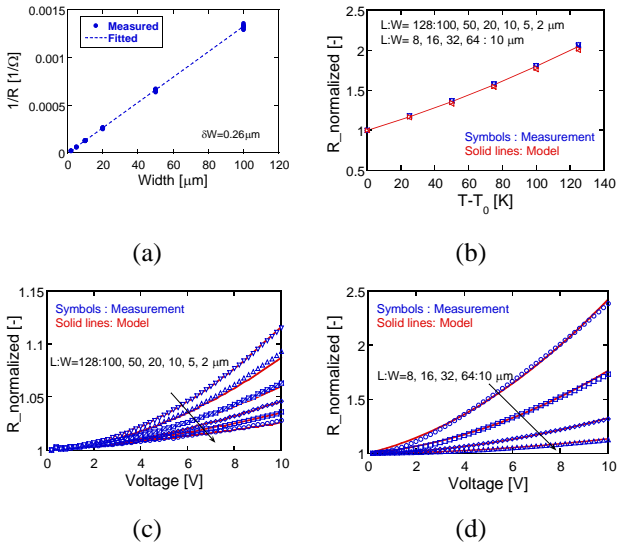 0.0015
0.001
0.0005
0
1/R [1/Ω]
Measured
Fitted
δW=0.26μm
0 20 40 60 80 100 120
Width [μm]
(a)
2.5
2
1.5
1
0.5
R_normalized [-]
L:W= 128:100, 50, 20, 10, 5, 2 μm
L:W= 8, 16, 32, 64 : 10 μm
Symbols : Measurement
Solid lines: Model
0 20 40 60 80 100 120 140
T-T0 [K]
(b)
1.15
1.1
1.05
1
R_normalized [-]
Symbols : Measurement
Solid lines: Model
L:W=128:100, 50, 20, 10, 5, 2 μm
0 2 4 6 8 10
Voltage [V]
(c)
2.5
2
1.5
1
R_normalized [-]
Symbols : Measurement
Solid lines: Model
L:W=8, 16, 32, 64:10 μm
0 2 4 6 8 10
Voltage [V]
(d)